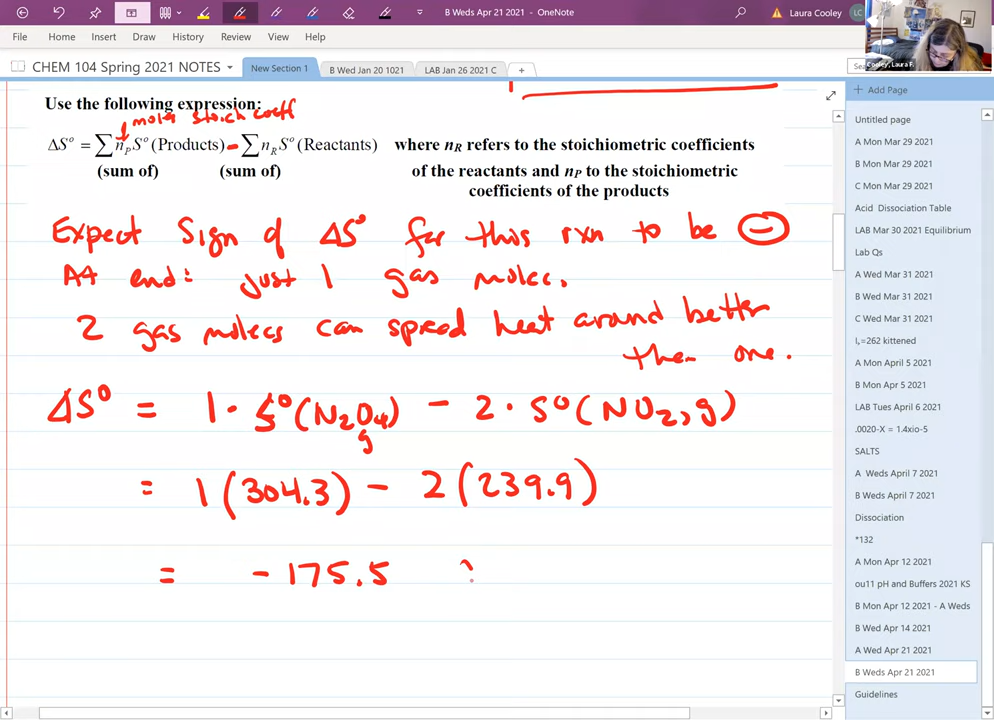 B Weds Apr 21 2021 - OneNote
Laura Cooley
LC
File Home Insert Draw History Review View Help
Cooley, Laura F.
CHEM 104 Spring 2021 NOTES
New Section 1
B Wed Jan 20 1021
LAB Jan 26 2021 C
Add Page
Untitled page
A Mon Mar 29 2021
B Mon Mar 29 2021
C Mon Mar 29 2021
Acid Dissociation Table
LAB Mar 30 2021 Equilibrium
Lab Qs
A Wed Mar 31 2021
B Wed Mar 31 2021
C Wed Mar 31 2021
I,=262 kittened
A Mon April 5 2021
B Mon Apr 5 2021
LAB Tues April 6 2021
.0020-X = 1.4xio-5
SALTS
A Weds April 7 2021
B Weds April 7 2021
Dissociation
*132
A Mon Apr 12 2021
ou11 pH and Buffers 2021 KS
B Mon Apr 12 2021 - A Weds
B Wed Apr 14 2021
A Wed Apr 21 2021
B Weds Apr 21 2021
Guidelines
Use the following expression:
moles stoich coeff
ΔS° = ∑ nP S°(Products) - ∑ nR S°(Reactants) where nR refers to the stoichiometric coefficients
(sum of) (sum of) of the reactants and nP to the stoichiometric
coefficients of the products
Expect Sign of ΔS° for this rxn to be ⊖
At end: just 1 gas molec.
2 gas molecs can spread heat around better
than one.
ΔS° = 1 · S°(N2O4) - 2 · S°(NO2, g)
g
= 1(304.3) - 2(239.9)
= -175.5